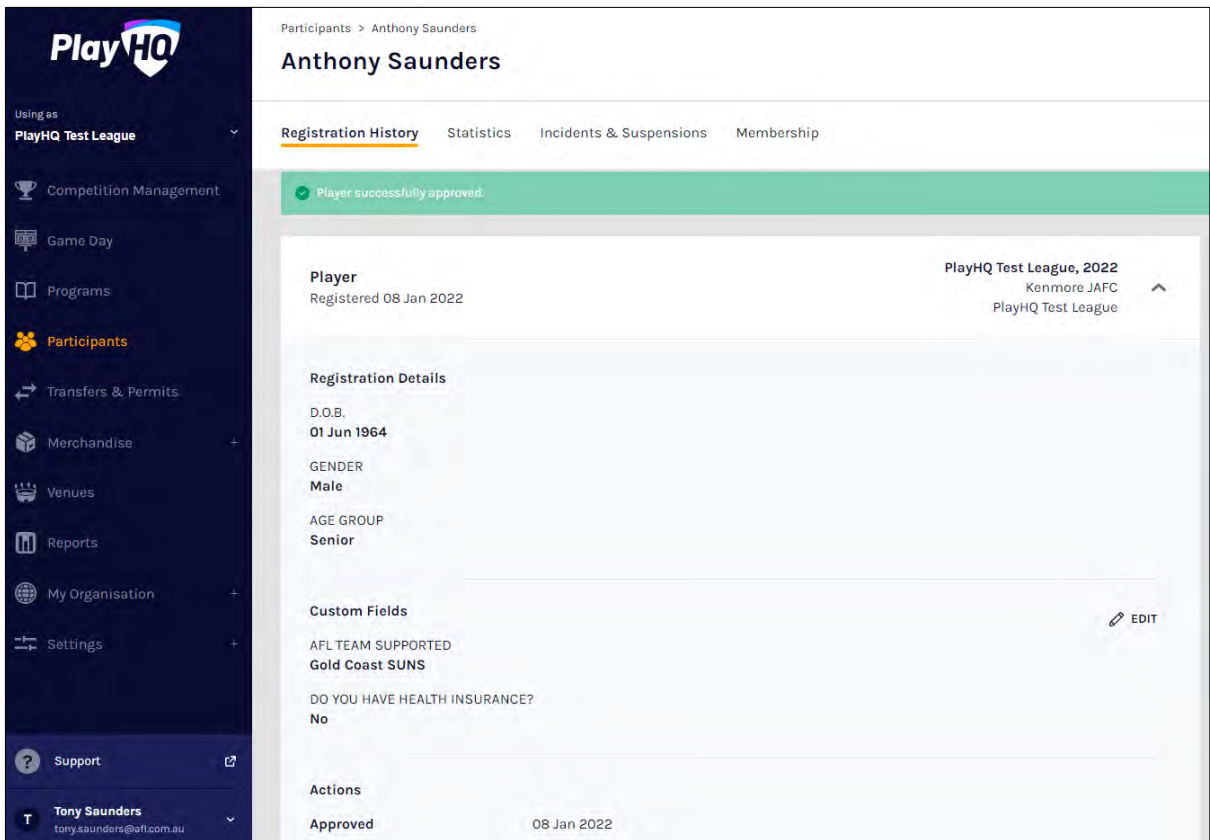 PlayHQ
Using as
PlayHQ Test League
Competition Management
Game Day
Programs
Participants
Transfers & Permits
Merchandise +
Venues
Reports
My Organisation +
Settings +
? Support
T Tony Saunders
tony.saunders@afl.com.au
Participants > Anthony Saunders
Anthony Saunders
Registration History Statistics Incidents & Suspensions Membership
Player successfully approved.
Player
Registered 08 Jan 2022
PlayHQ Test League, 2022
Kenmore JAFC
PlayHQ Test League
Registration Details
D.O.B.
01 Jun 1964
GENDER
Male
AGE GROUP
Senior
Custom Fields
EDIT
AFL TEAM SUPPORTED
Gold Coast SUNS
DO YOU HAVE HEALTH INSURANCE?
No
Actions
Approved 08 Jan 2022